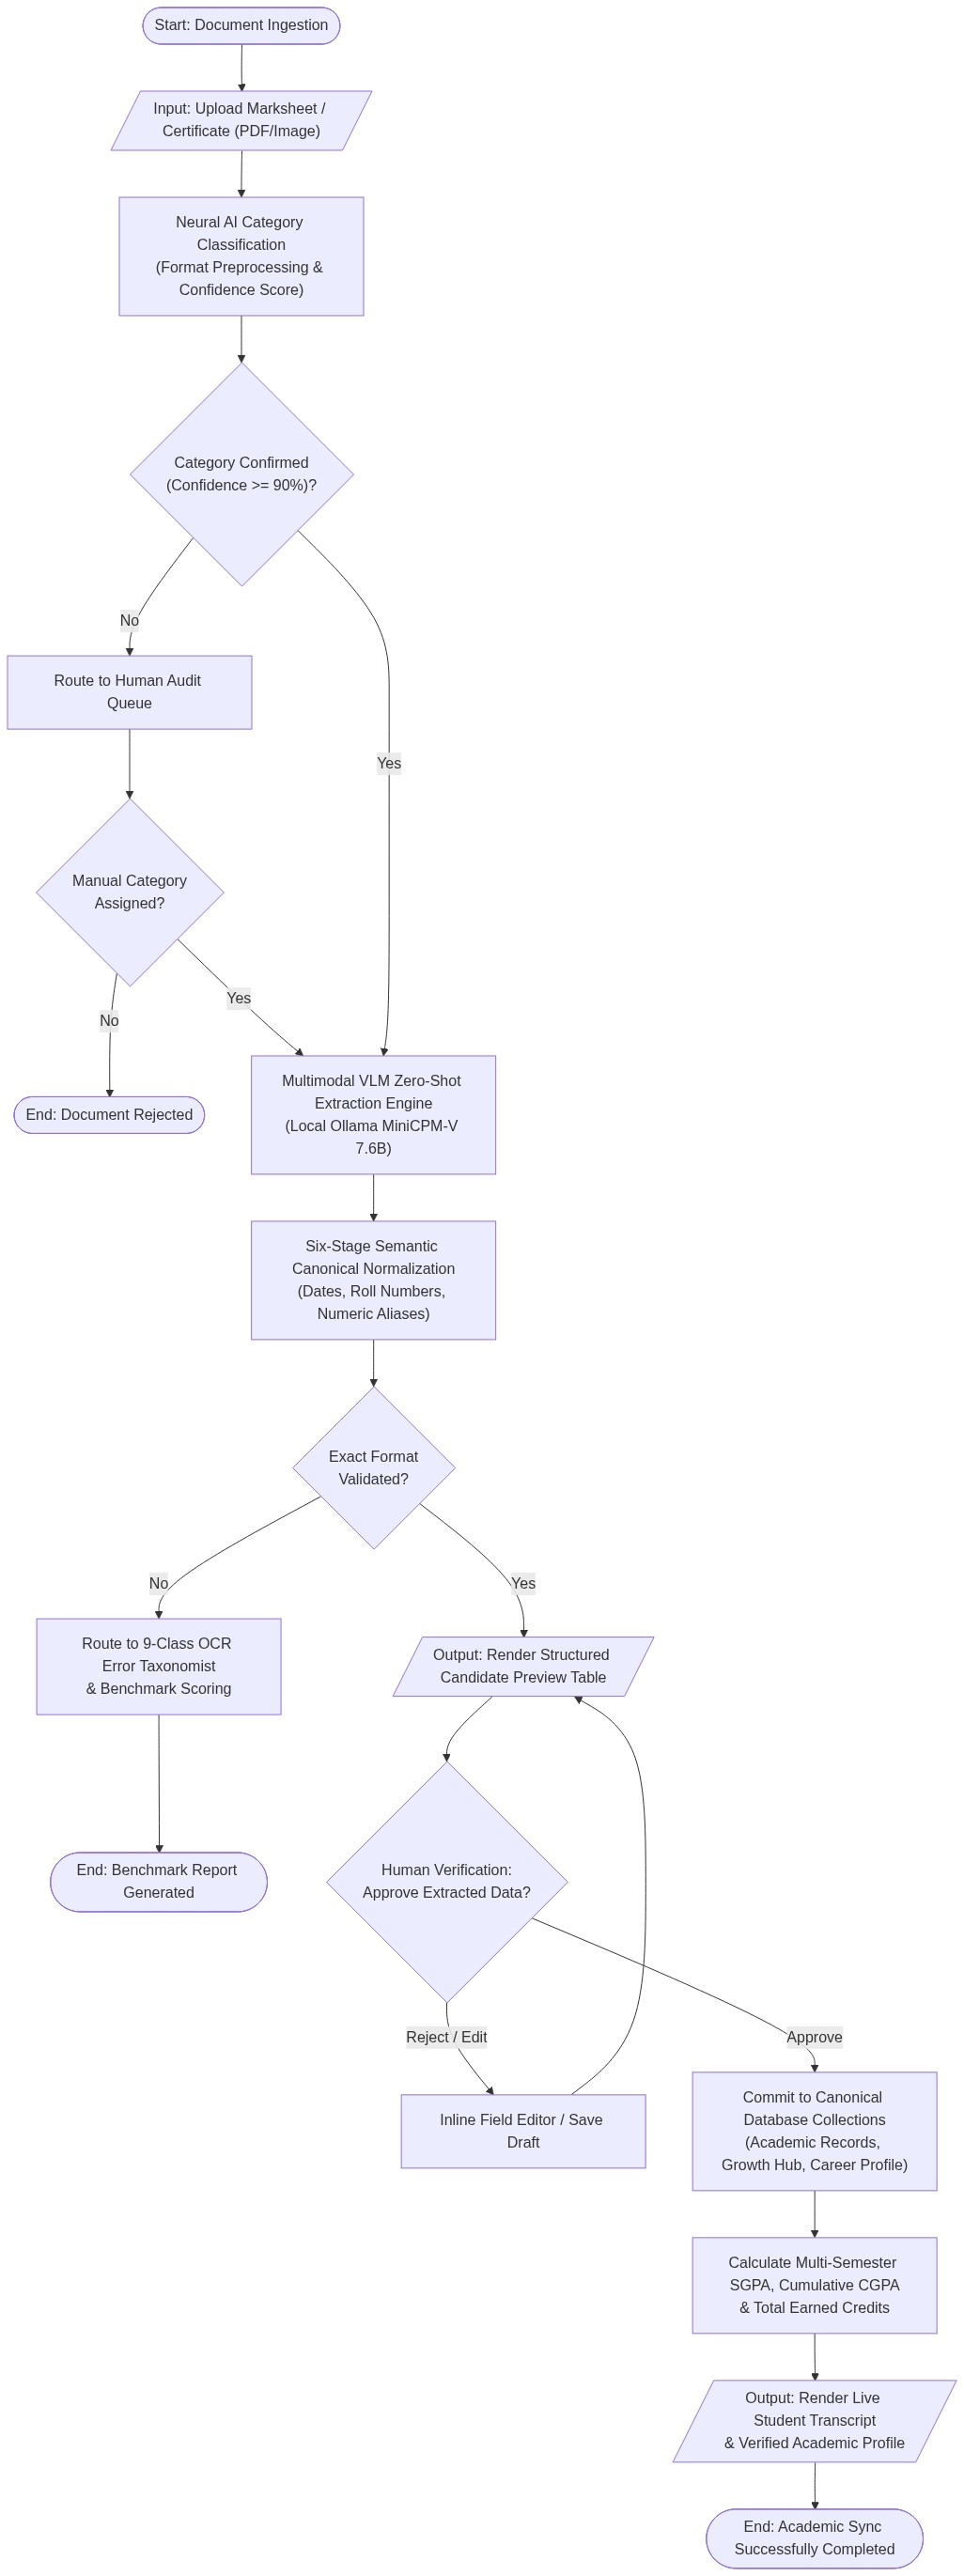 Start: Document Ingestion
Input: Upload Marksheet /
Certificate (PDF/Image)
Neural AI Category
Classification
(Format Preprocessing &
Confidence Score)
Category Confirmed
(Confidence >= 90%)?
No
Route to Human Audit
Queue
Yes
Manual Category
Assigned?
Yes
No
Multimodal VLM Zero-Shot
Extraction Engine
(Local Ollama MiniCPM-V
7.6B)
End: Document Rejected
Six-Stage Semantic
Canonical Normalization
(Dates, Roll Numbers,
Numeric Aliases)
Exact Format
Validated?
No
Yes
Route to 9-Class OCR
Error Taxonomist
& Benchmark Scoring
Output: Render Structured
Candidate Preview Table
End: Benchmark Report
Generated
Human Verification:
Approve Extracted Data?
Reject / Edit
Approve
Inline Field Editor / Save
Draft
Commit to Canonical
Database Collections
(Academic Records,
Growth Hub, Career Profile)
Calculate Multi-Semester
SGPA, Cumulative CGPA
& Total Earned Credits
Output: Render Live
Student Transcript
& Verified Academic Profile
End: Academic Sync
Successfully Completed